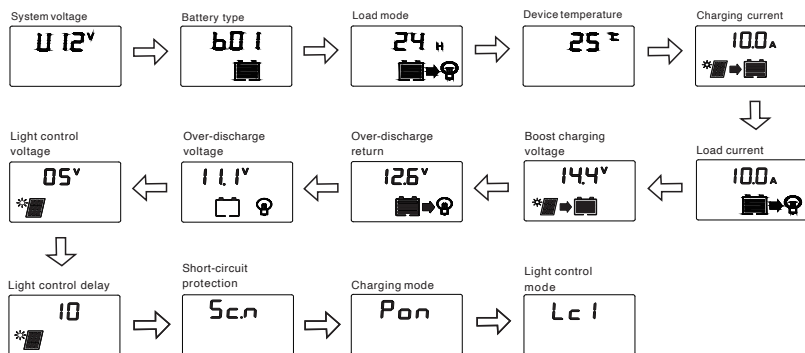 System voltage
U 12V
Battery type
b01
Load mode
24 H
Device temperature
25 ℃
Charging current
10.0A
Load current
10.0A
Boost charging
voltage
14.4V
Over-discharge
return
12.6V
Over-discharge
voltage
11.1V
Light control
voltage
05V
Light control delay
10
Short-circuit
protection
Sc.n
Charging mode
Pon
Light control
mode
Lc1